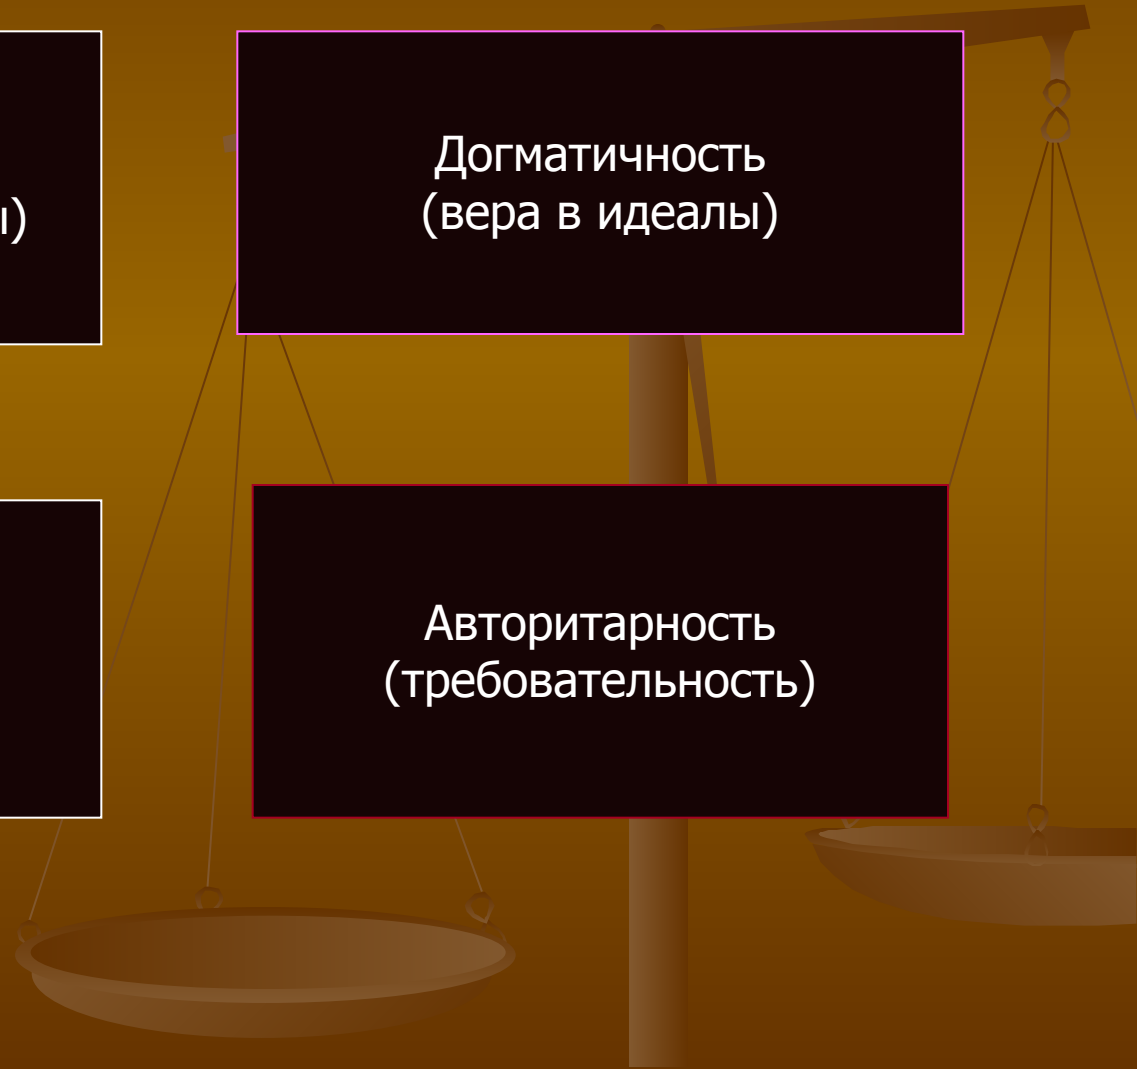 Догматичность
(вера в идеалы)
Авторитарность
(требовательность)